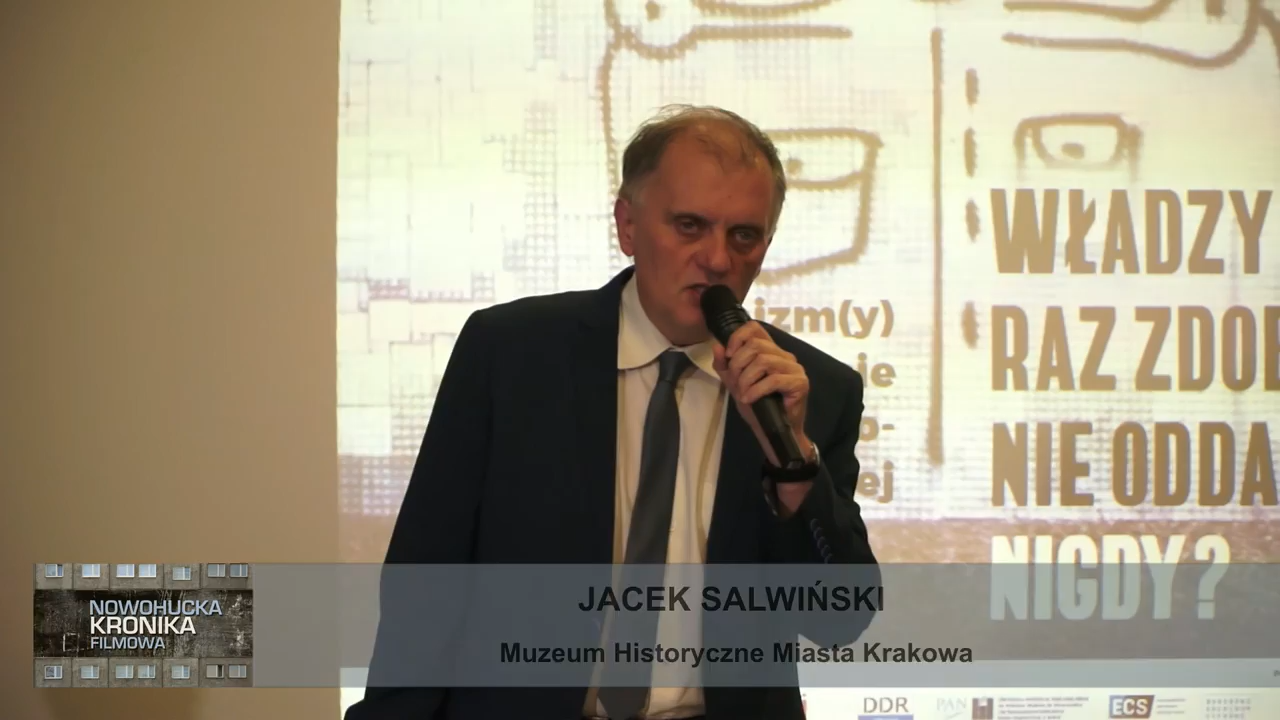 WŁADZY
RAZ ZDOB
NIE ODDA
NIGDY?
izm(y)
ie
o-
ej
JACEK SALWIŃSKI
Muzeum Historyczne Miasta Krakowa
NOWOHUCKA
KRONIKA
FILMOWA
DDR
PAN
ECS